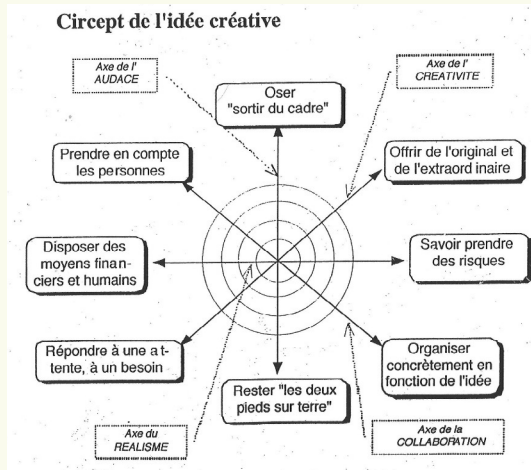 Circept de l'idée créative
Axe de l'
AUDACE
Axe de l'
CREATIVITE
Oser
"sortir du cadre"
Prendre en compte
les personnes
Offrir de l'original et
de l'extraord inaire
Disposer des
moyens finan-
ciers et humains
Savoir prendre
des risques
Répondre à une at-
tente, à un besoin
Rester "les deux
pieds sur terre"
Organiser
concrètement en
fonction de l'idée
Axe du
REALISME
Axe de la
COLLABORATION